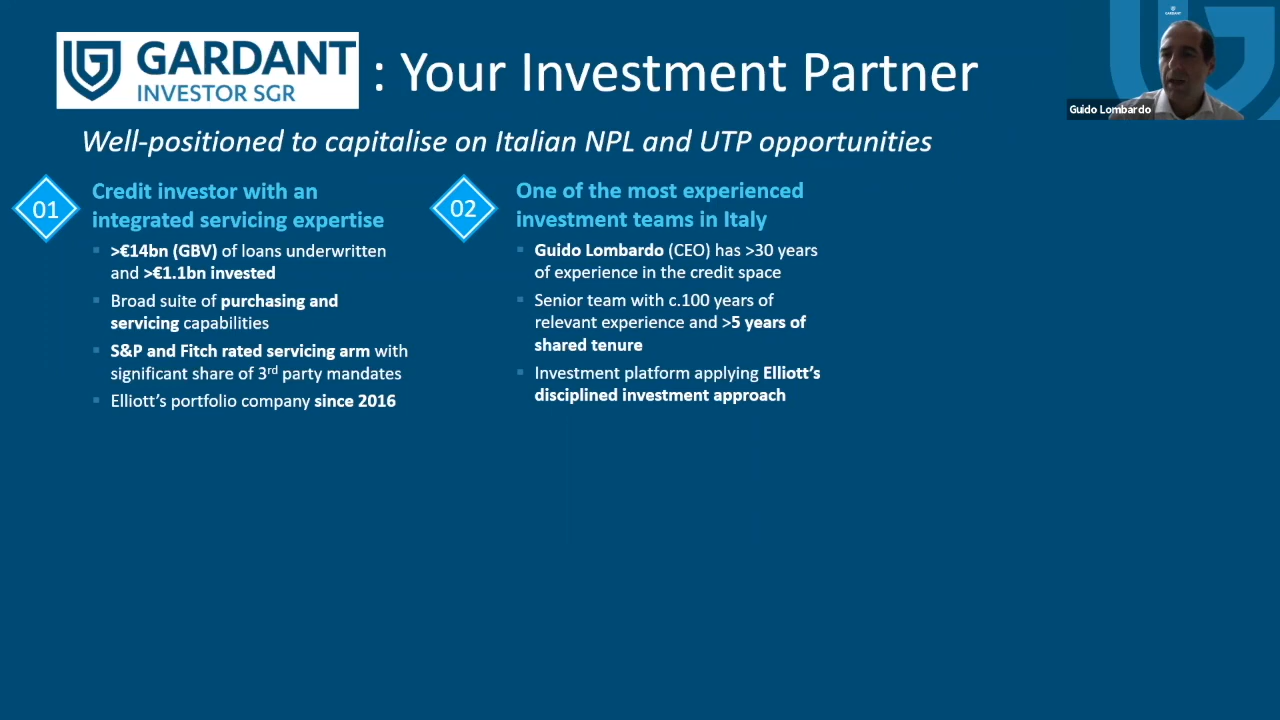 GARDANT
INVESTOR SGR
: Your Investment Partner
GARDANT
Guido Lombardo
Well-positioned to capitalise on Italian NPL and UTP opportunities
01
Credit investor with an
integrated servicing expertise
>€14bn (GBV) of loans underwritten
and >€1.1bn invested
Broad suite of purchasing and
servicing capabilities
S&P and Fitch rated servicing arm with
significant share of 3rd party mandates
Elliott's portfolio company since 2016
02
One of the most experienced
investment teams in Italy
Guido Lombardo (CEO) has >30 years
of experience in the credit space
Senior team with c.100 years of
relevant experience and >5 years of
shared tenure
Investment platform applying Elliott's
disciplined investment approach